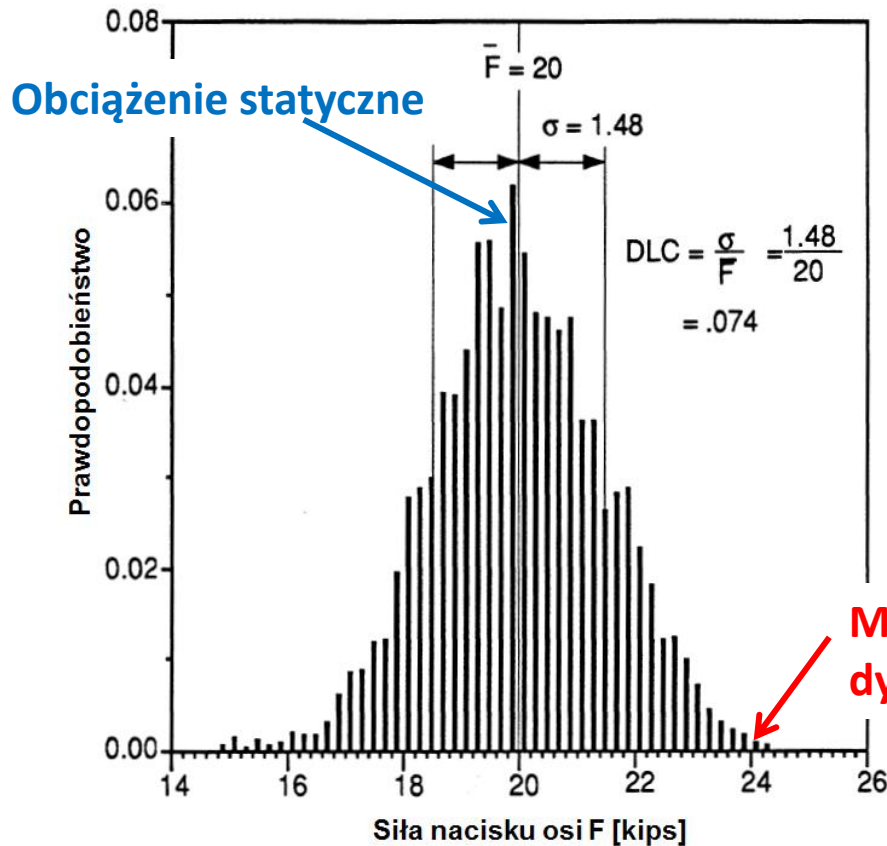 0.08
F̄ = 20
Obciążenie statyczne
σ = 1.48
0.06
DLC = σ/F̄ = 1.48/20
= .074
Prawdopodobieństwo
0.04
0.02
M
dy
0.00
14 16 18 20 22 24 26
Siła nacisku osi F [kips]